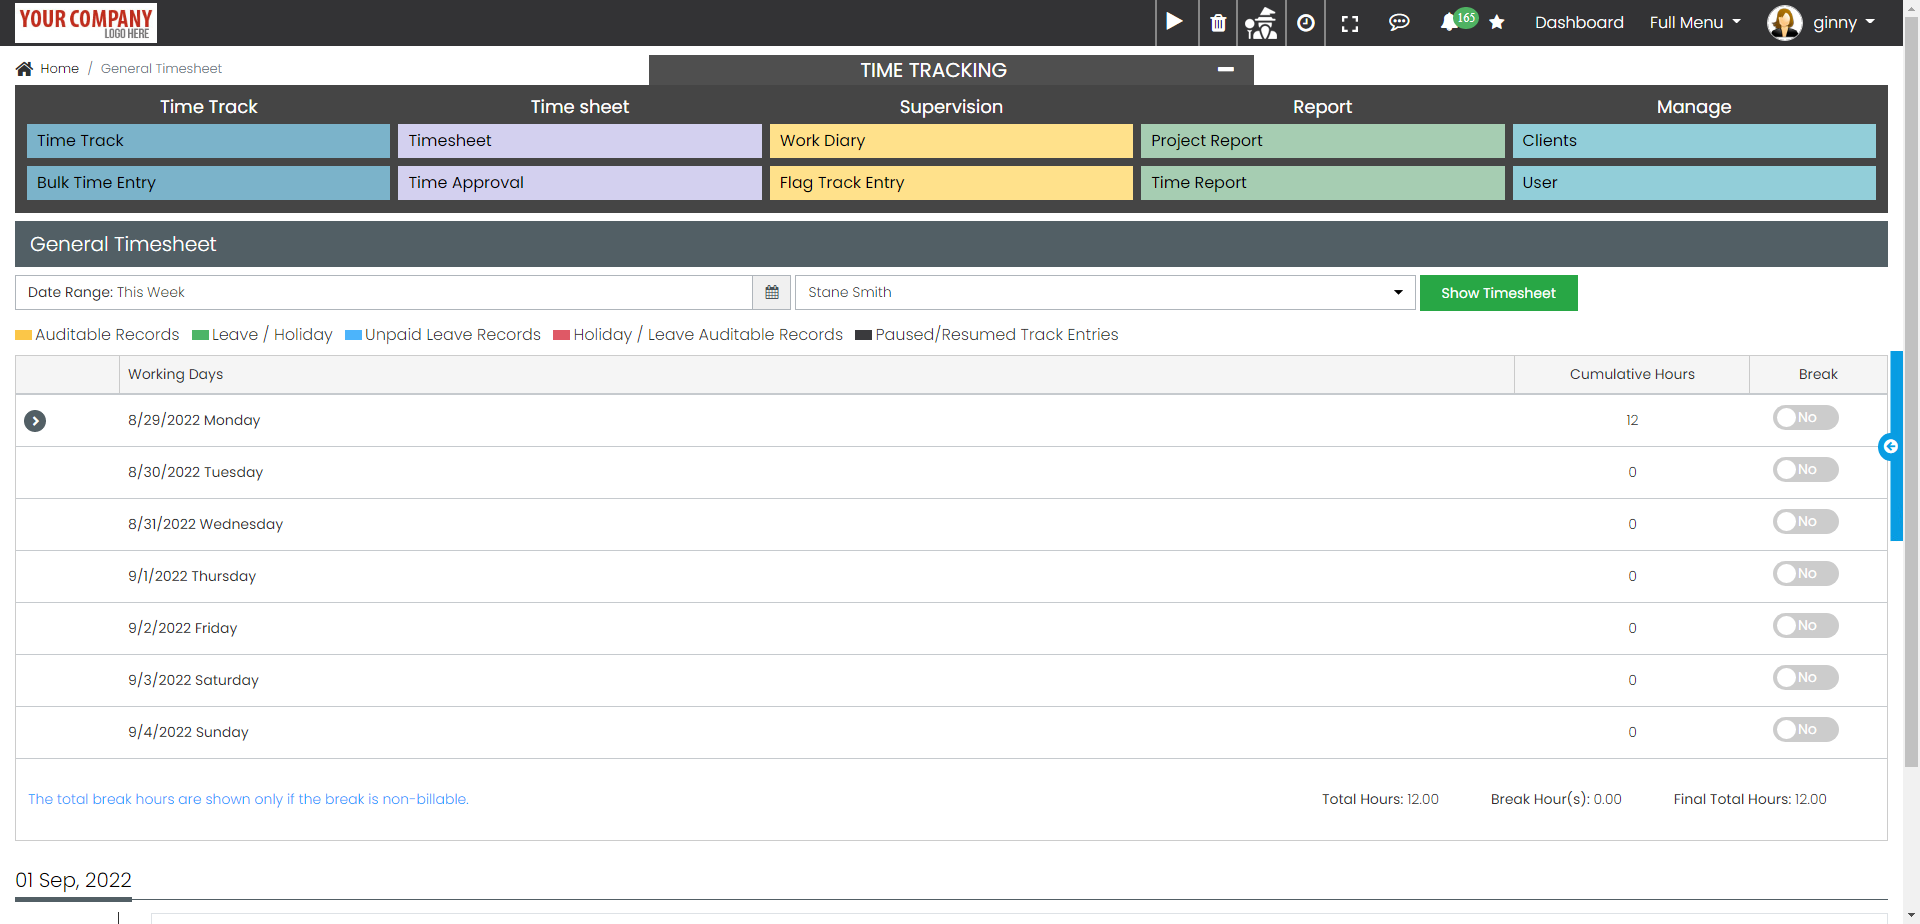 YOUR COMPANY
LOGO HERE
165
Dashboard
Full Menu
ginny
Home / General Timesheet
TIME TRACKING
Time Track
Time sheet
Supervision
Report
Manage
Time Track
Timesheet
Work Diary
Project Report
Clients
Bulk Time Entry
Time Approval
Flag Track Entry
Time Report
User
General Timesheet
Date Range: This Week
Stane Smith
Show Timesheet
Auditable Records
Leave / Holiday
Unpaid Leave Records
Holiday / Leave Auditable Records
Paused/Resumed Track Entries
Working Days
Cumulative Hours
Break
8/29/2022 Monday
12
No
8/30/2022 Tuesday
0
No
8/31/2022 Wednesday
0
No
9/1/2022 Thursday
0
No
9/2/2022 Friday
0
No
9/3/2022 Saturday
0
No
9/4/2022 Sunday
0
No
The total break hours are shown only if the break is non-billable.
Total Hours: 12.00
Break Hour(s): 0.00
Final Total Hours: 12.00
01 Sep, 2022